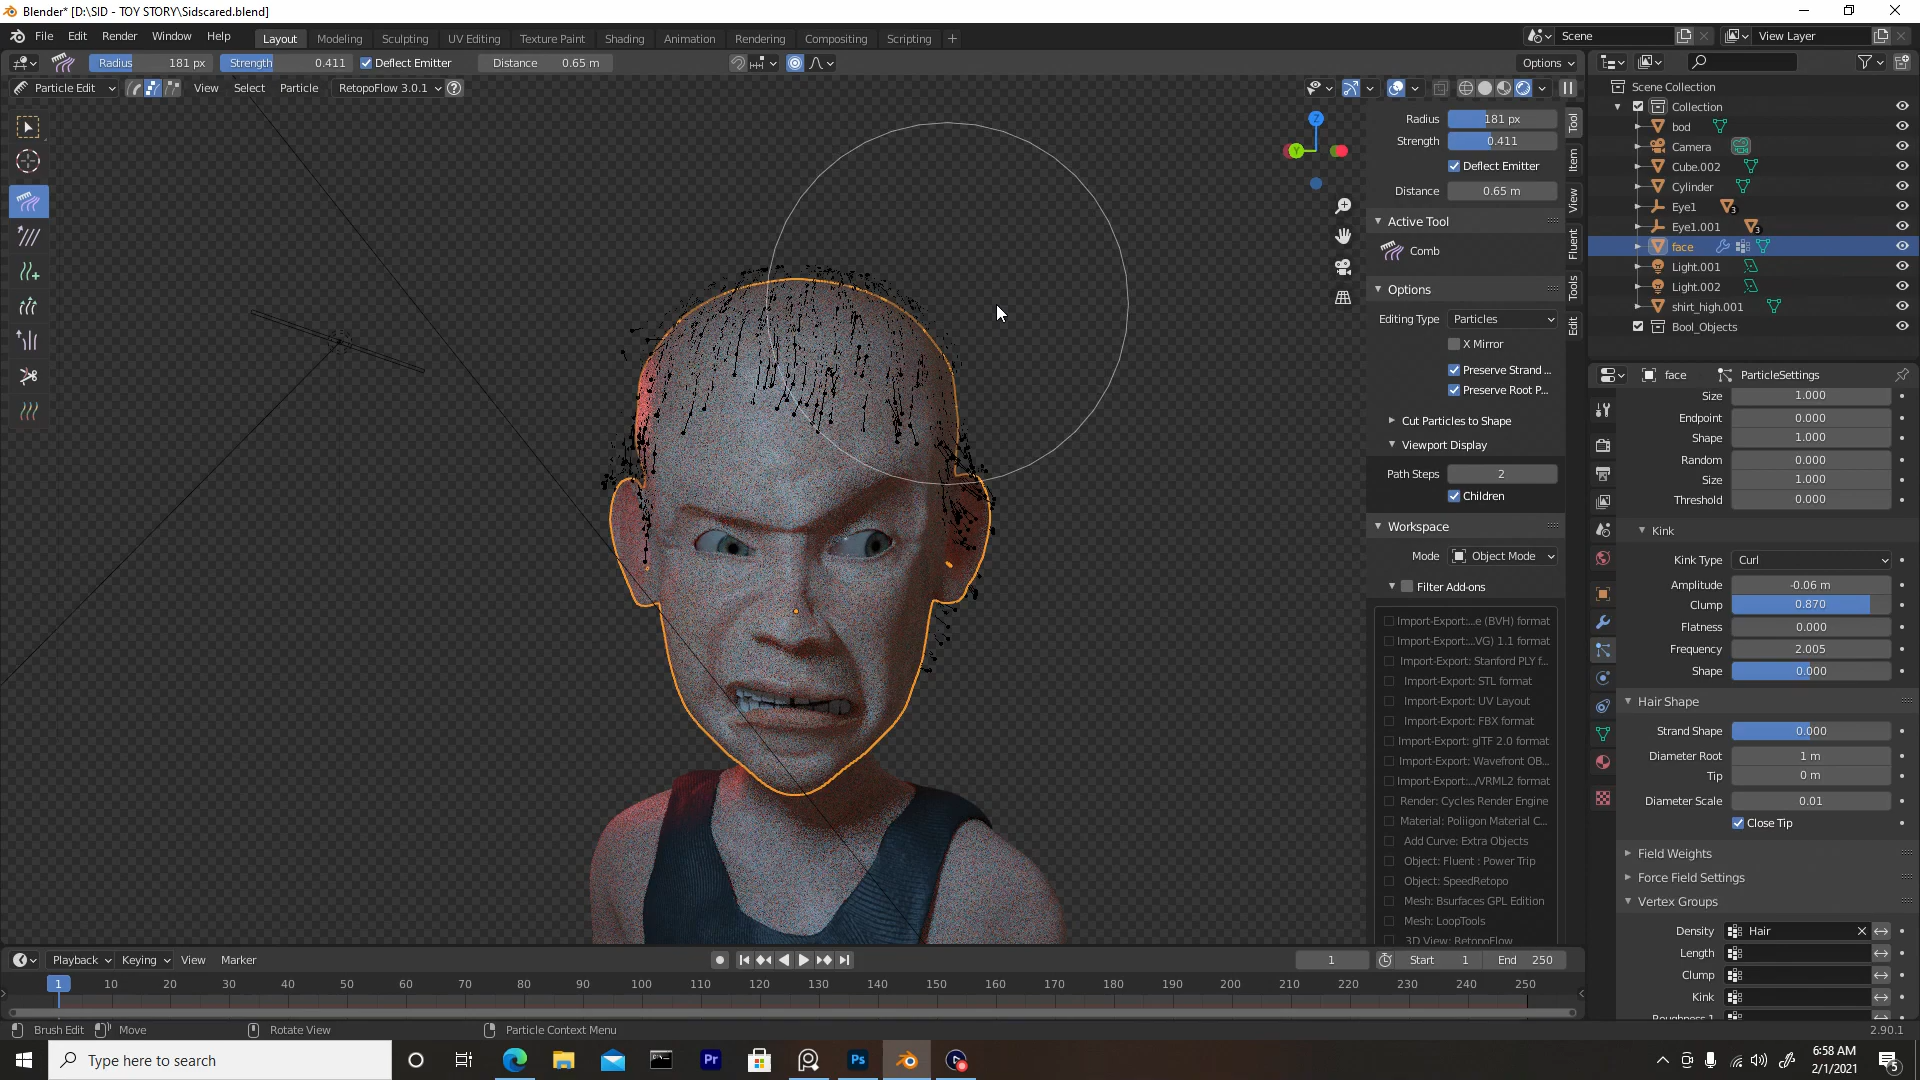 Blender* [D:\SID - TOY STORY\Sidscared.blend]
File Edit Render Window Help
Layout Modeling Sculpting UV Editing Texture Paint Shading Animation Rendering Compositing Scripting +
Scene View Layer
Radius 181 px Strength 0.411 Deflect Emitter Distance 0.65 m Options
Particle Edit View Select Particle RetopoFlow 3.0.1
Z
Y
Radius 181 px
Strength 0.411
Deflect Emitter
Distance 0.65 m
Active Tool
Comb
Options
Editing Type Particles
X Mirror
Preserve Strand ...
Preserve Root P...
Cut Particles to Shape
Viewport Display
Path Steps 2
Children
Workspace
Mode Object Mode
Filter Add-ons
Import-Export:...e (BVH) format
Import-Export:...VG) 1.1 format
Import-Export: Stanford PLY f...
Import-Export: STL format
Import-Export: UV Layout
Import-Export: FBX format
Import-Export: glTF 2.0 format
Import-Export: Wavefront OB...
Import-Export:.../VRML2 format
Render: Cycles Render Engine
Material: Poliigon Material C...
Add Curve: Extra Objects
Object: Fluent : Power Trip
Object: SpeedRetopo
Mesh: Bsurfaces GPL Edition
Mesh: LoopTools
3D View: RetopoFlow
Tool
Item
View
Fluent
Tools
Edit
Scene Collection
Collection
bod
Camera
Cube.002
Cylinder
Eye1 3
Eye1.001 3
face
Light.001
Light.002
shirt_high.001
Bool_Objects
face ParticleSettings
Size 1.000
Endpoint 0.000
Shape 1.000
Random 0.000
Size 1.000
Threshold 0.000
Kink
Kink Type Curl
Amplitude -0.06 m
Clump 0.870
Flatness 0.000
Frequency 2.005
Shape 0.000
Hair Shape
Strand Shape 0.000
Diameter Root 1 m
Tip 0 m
Diameter Scale 0.01
Close Tip
Field Weights
Force Field Settings
Vertex Groups
Density Hair
Length
Clump
Kink
Roughness 1
Playback Keying View Marker 1 Start 1 End 250
1 10 20 30 40 50 60 70 80 90 100 110 120 130 140 150 160 170 180 190 200 210 220 230 240 250
Brush Edit Move Rotate View Particle Context Menu 2.90.1
Type here to search
Pr
Ps
6:58 AM
2/1/2021
5